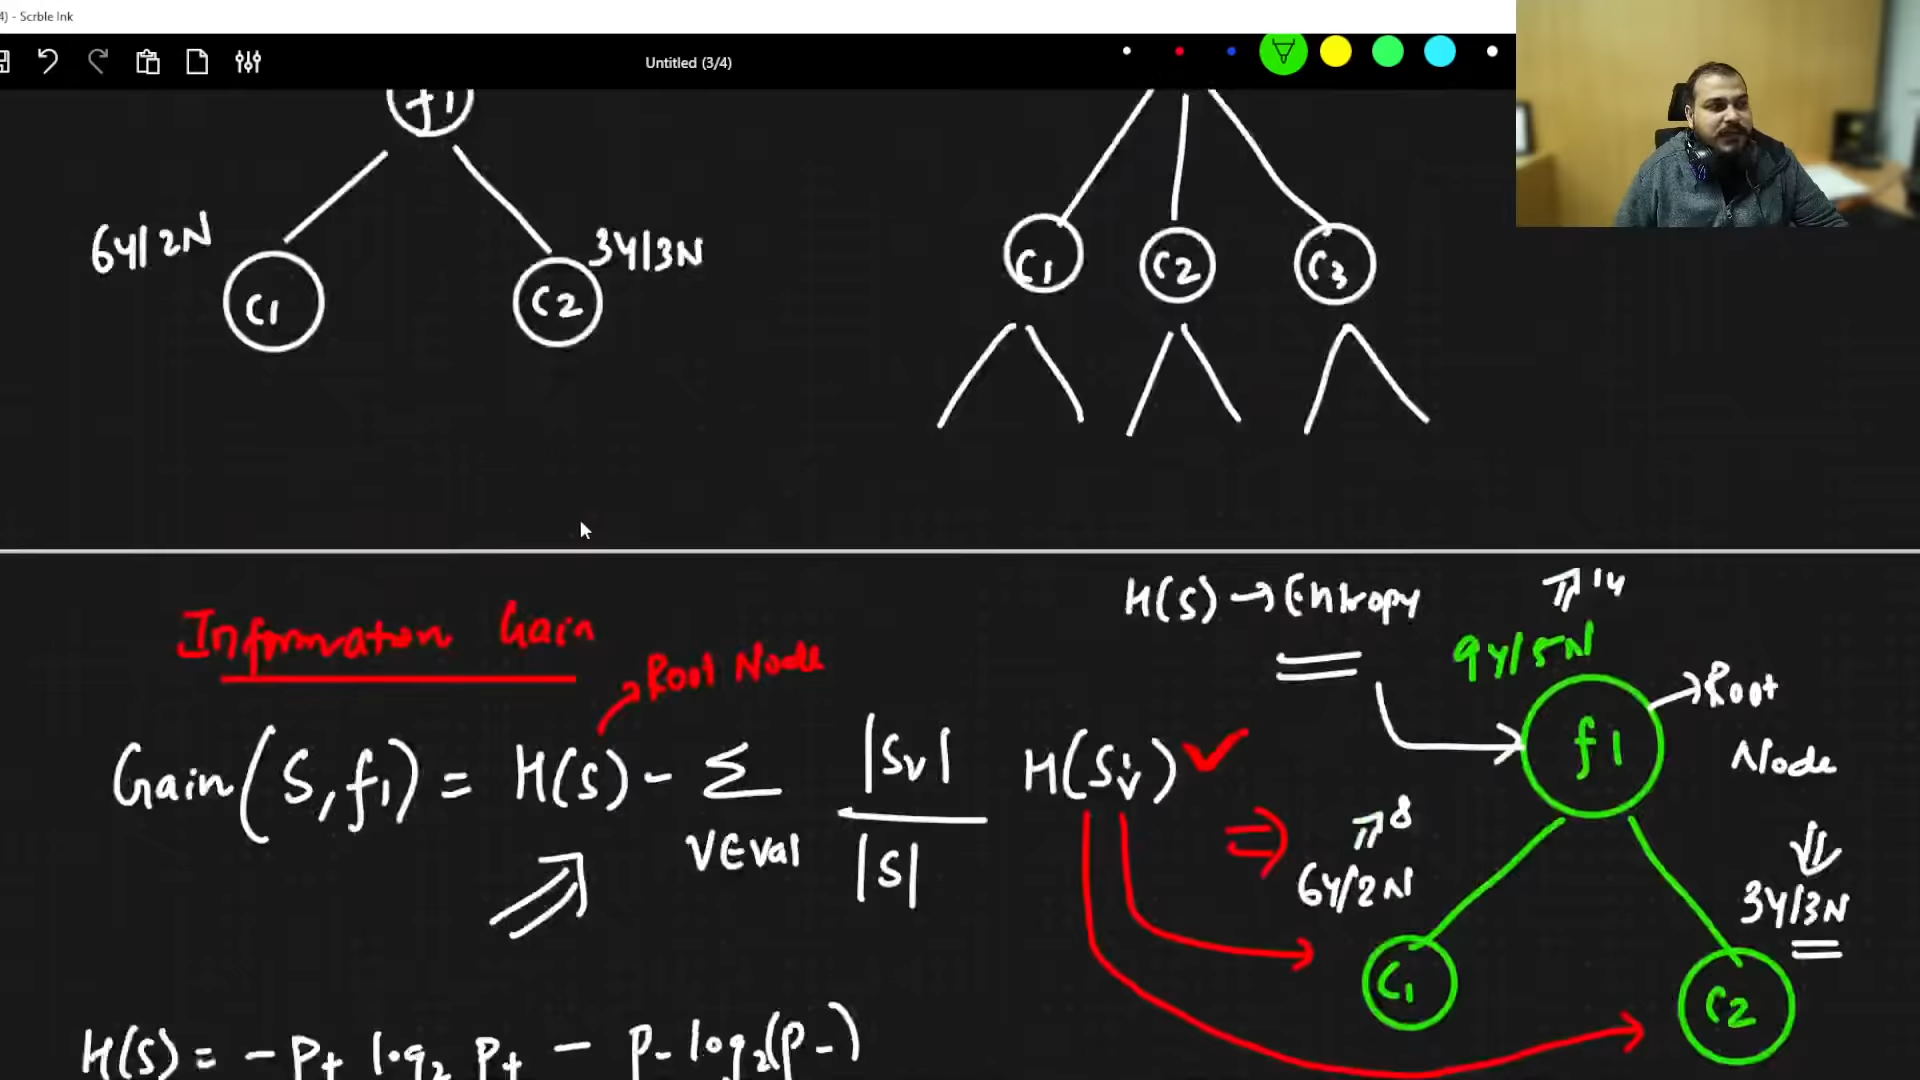 4) - Scrble Ink
Untitled (3/4)
f1
6Y/2N
3Y/3N
C1
C2
C1
C2
C3
H(S) → Entropy
14
9Y/5N
Information Gain
Root Node
Root
Node
f1
Gain(S,f1) = H(S) - Σ |Sv| H(Sv)
v∈val |S|
8
6Y/2N
3Y/3N
C1
C2
H(S) = - P+ log2 P+ - P- log2(P-)